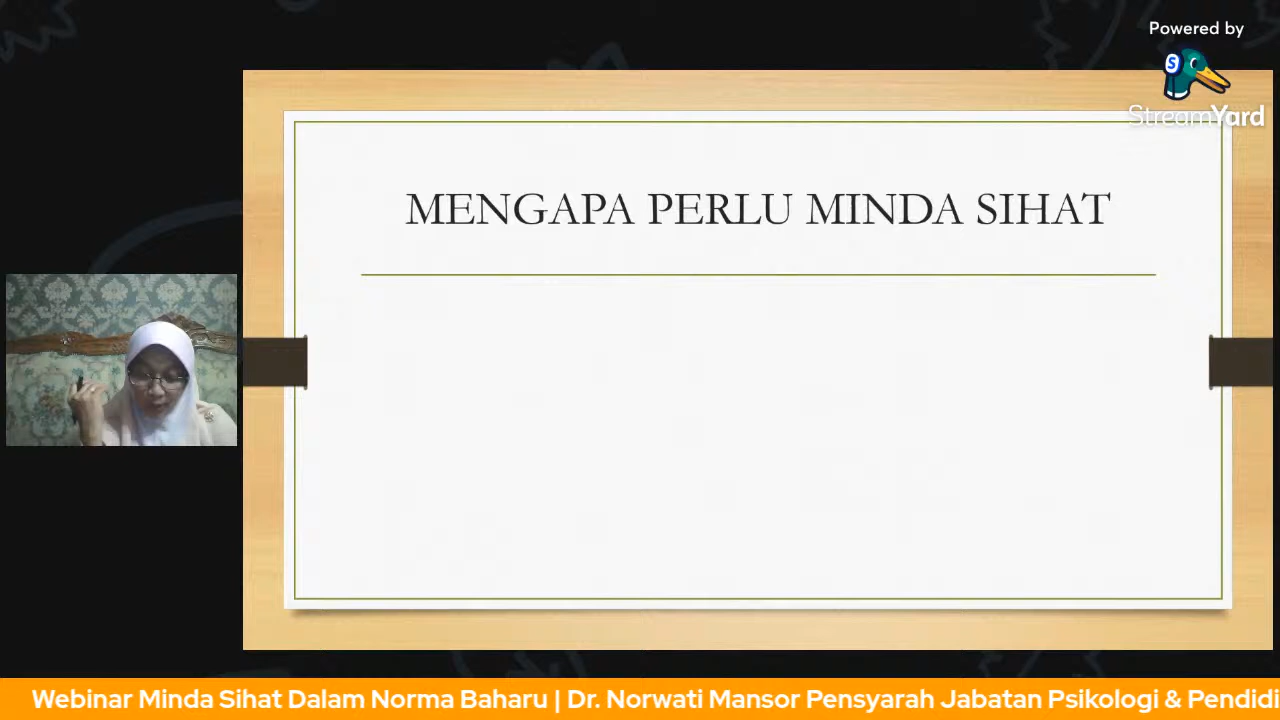 Powered by
StreamYard
MENGAPA PERLU MINDA SIHAT
Webinar Minda Sihat Dalam Norma Baharu | Dr. Norwati Mansor Pensyarah Jabatan Psikologi & Pendidi